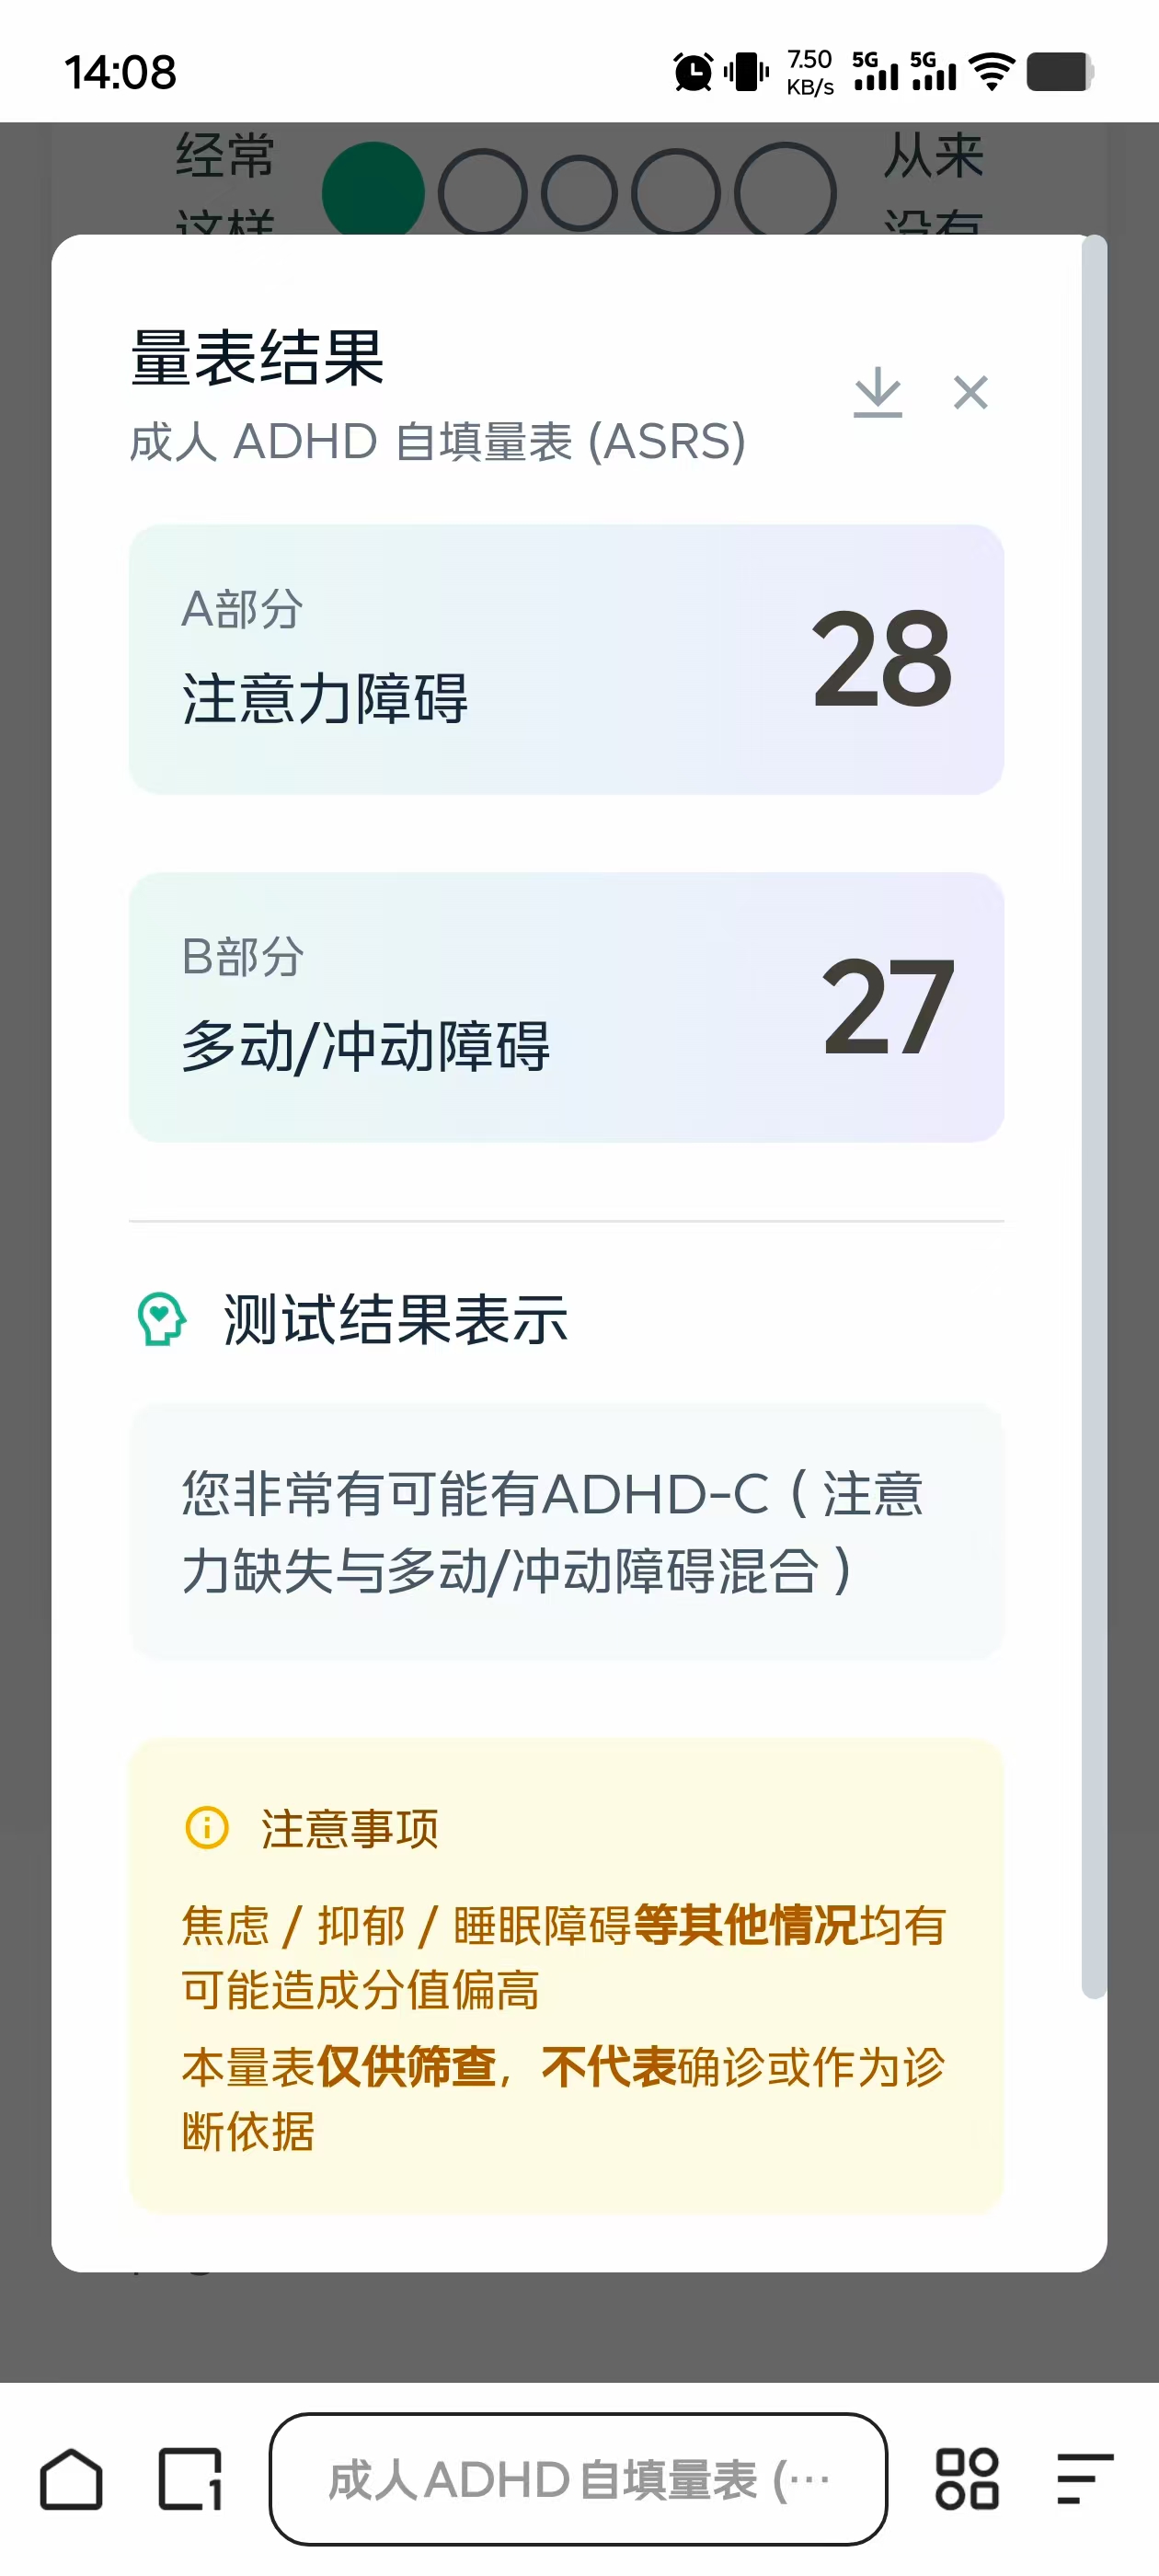 14:08
7.50
KB/s
5G
5G
经常
从来
这样
没有
量表结果
成人 ADHD 自填量表 (ASRS)
A部分
注意力障碍
28
B部分
多动/冲动障碍
27
测试结果表示
您非常有可能有ADHD-C（注意
力缺失与多动/冲动障碍混合）
注意事项
焦虑 / 抑郁 / 睡眠障碍等其他情况均有
可能造成分值偏高
本量表仅供筛查，不代表确诊或作为诊
断依据
1
成人ADHD自填量表 (…